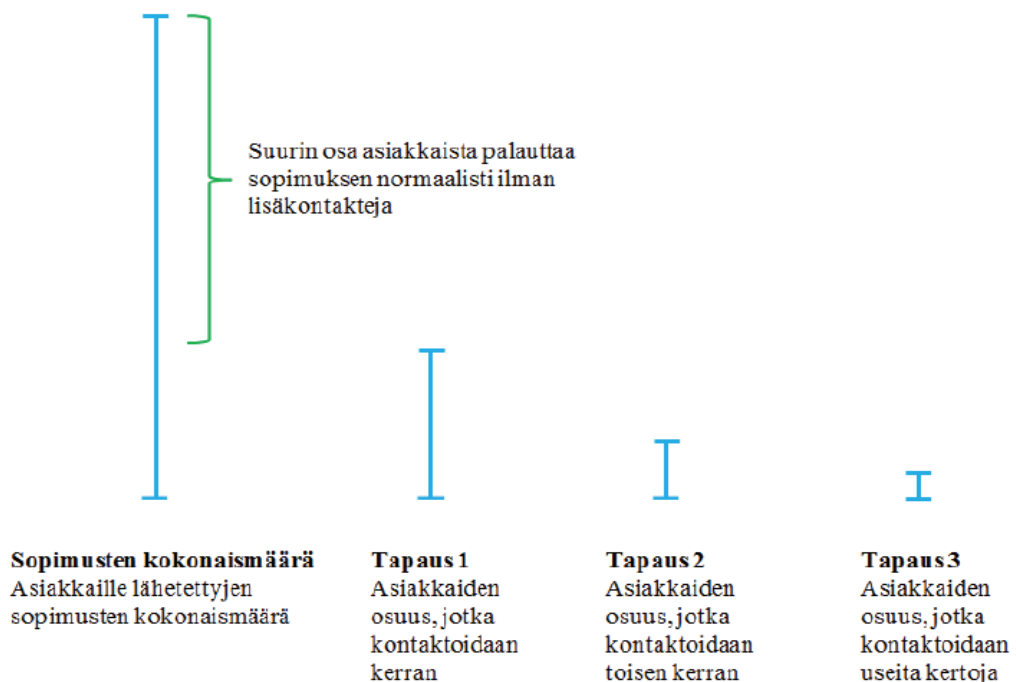 Suurin osa asiakkaista palauttaa
sopimuksen normaalisti ilman
lisäkontakteja
Sopimusten kokonaismäärä
Asiakkaille lähetettyjen
sopimusten kokonaismäärä
Tapaus 1
Asiakkaiden
osuus, jotka
kontaktoidaan
kerran
Tapaus 2
Asiakkaiden
osuus, jotka
kontaktoidaan
toisen kerran
Tapaus 3
Asiakkaiden
osuus, jotka
kontaktoidaan
useita kertoja